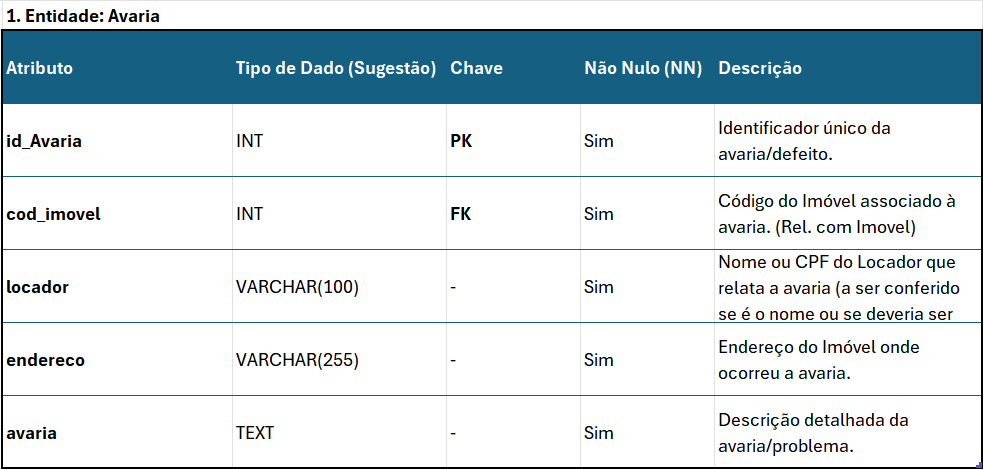 1. Entidade: Avaria
Atributo Tipo de Dado (Sugestão) Chave Não Nulo (NN) Descrição
id_Avaria INT PK Sim Identificador único da
avaria/defeito.
cod_imovel INT FK Sim Código do Imóvel associado à
avaria. (Rel. com Imovel)
locador VARCHAR(100) - Sim Nome ou CPF do Locador que
relata a avaria (a ser conferido
se é o nome ou se deveria ser
endereco VARCHAR(255) - Sim Endereço do Imóvel onde
ocorreu a avaria.
avaria TEXT - Sim Descrição detalhada da
avaria/problema.